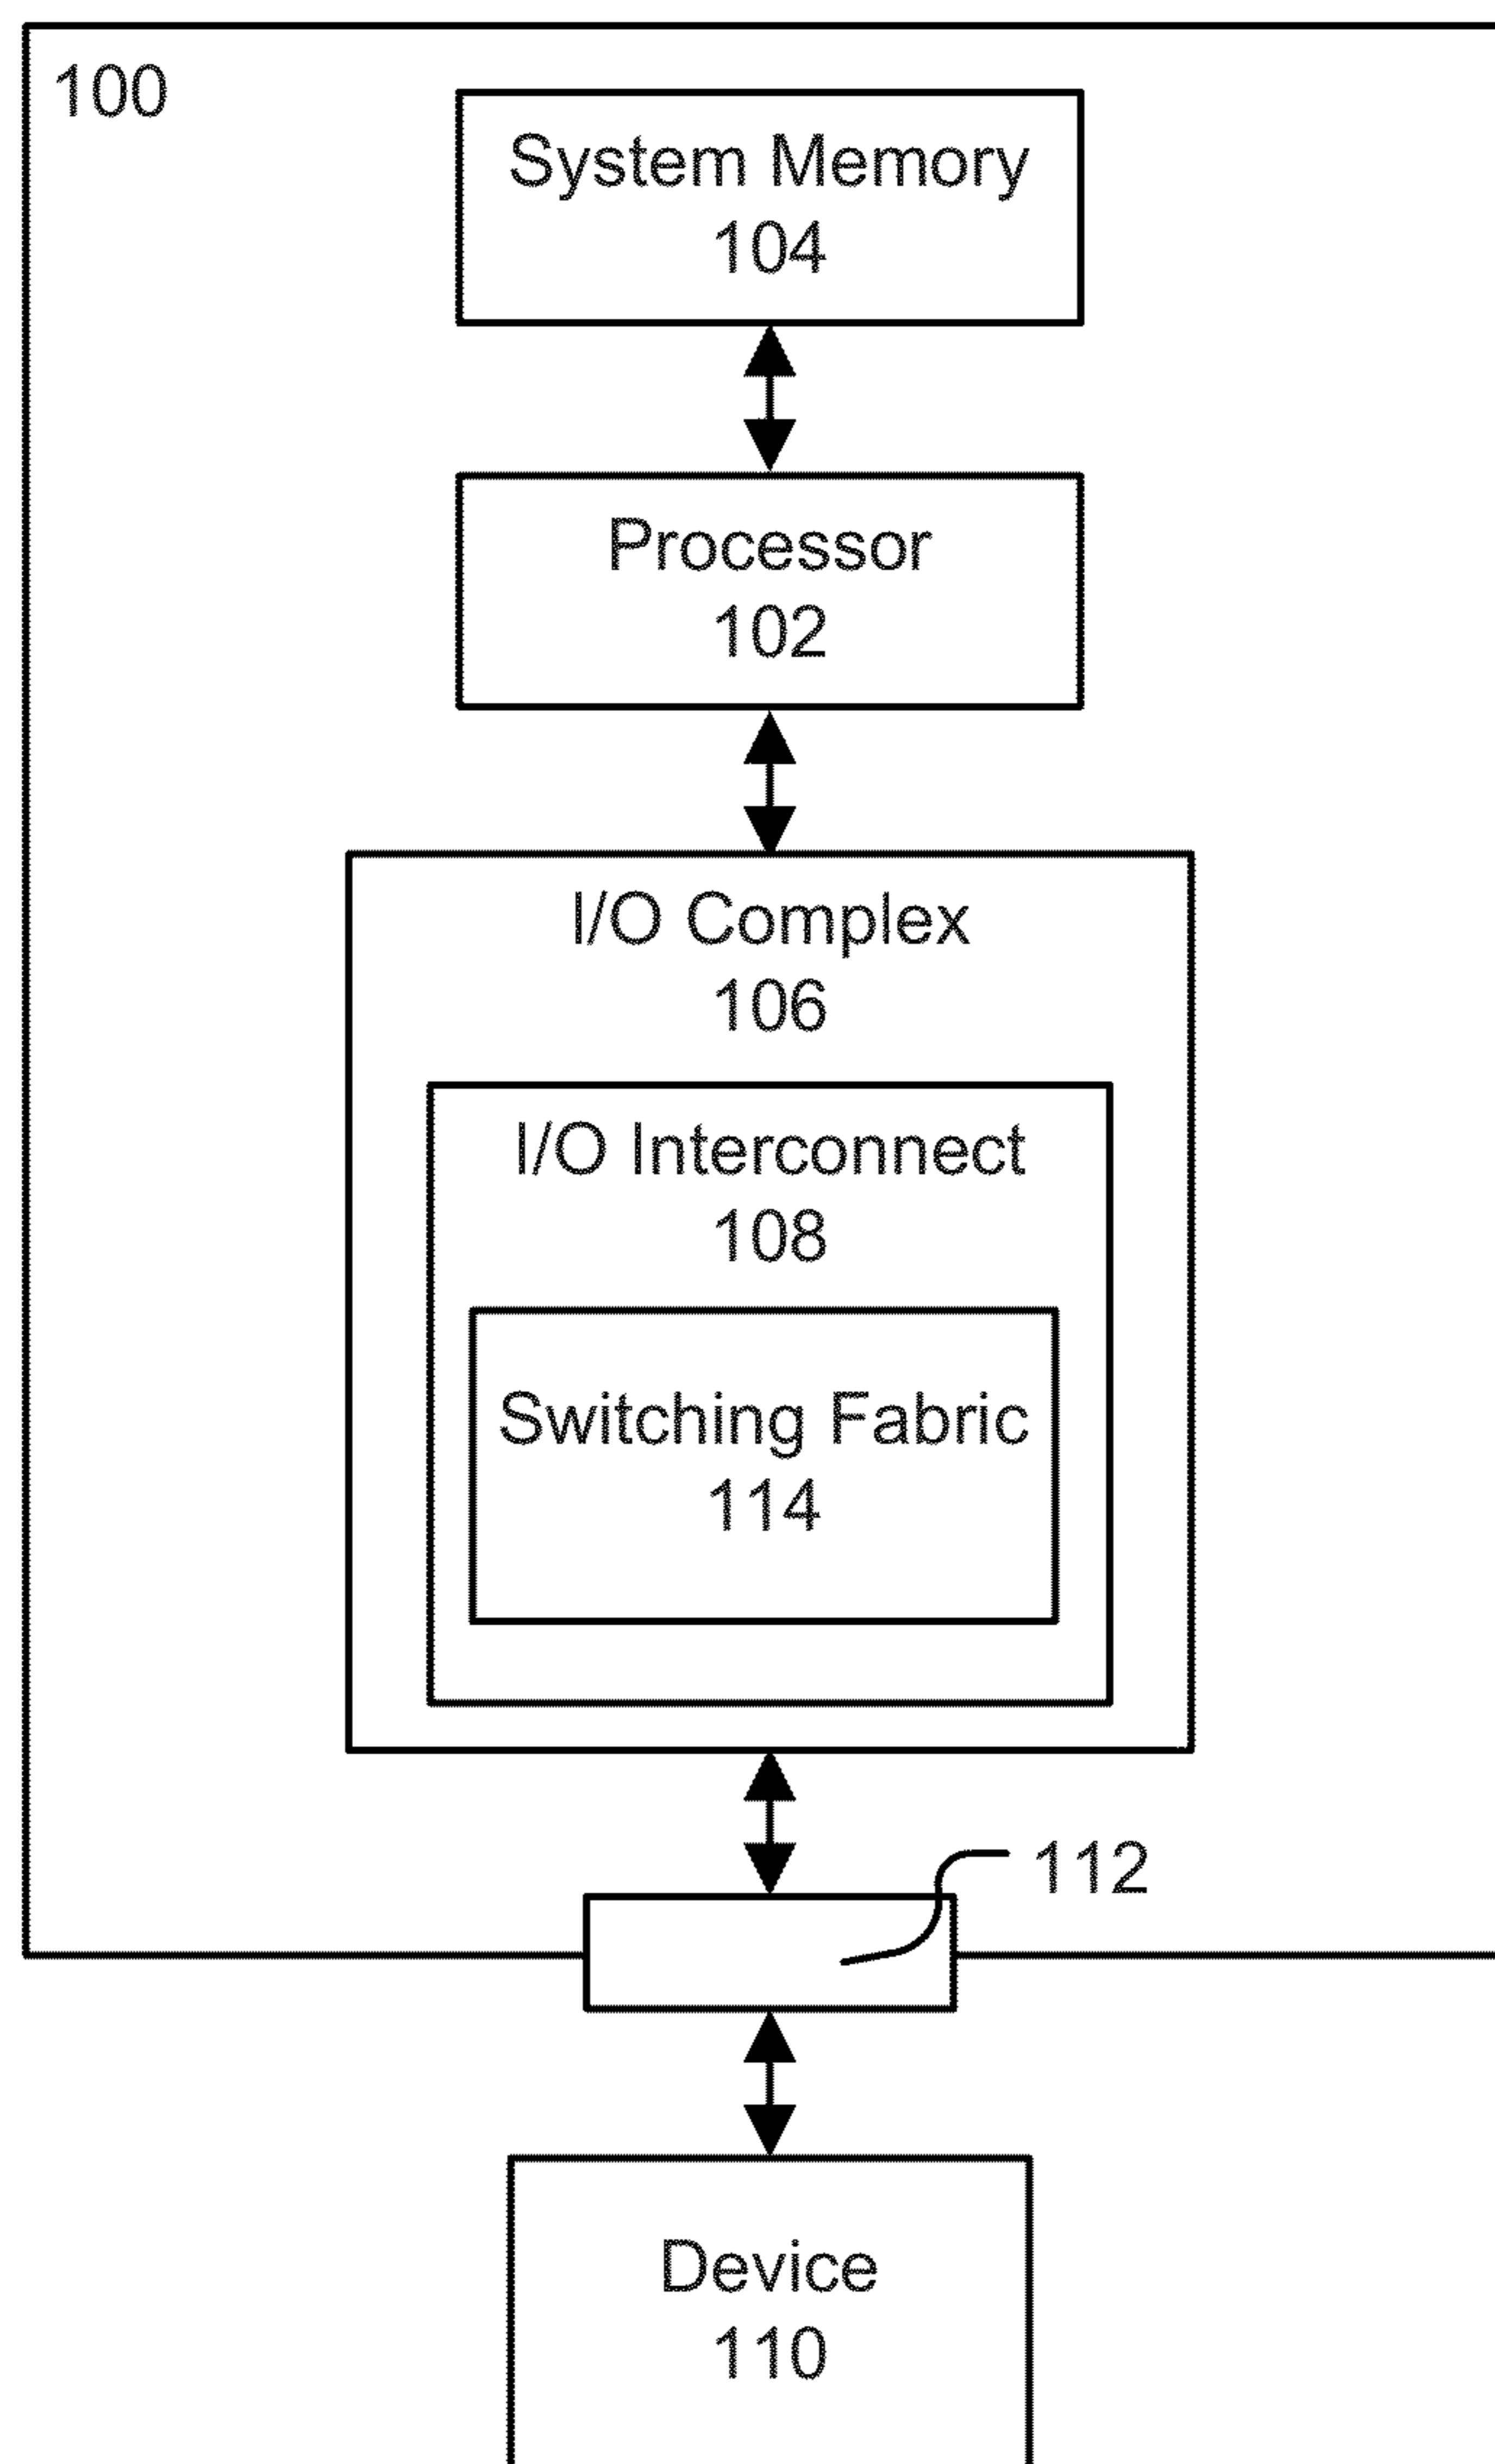 100
System Memory
104
Processor
102
I/O Complex
106
I/O Interconnect
108
Switching Fabric
114
112
Device
110